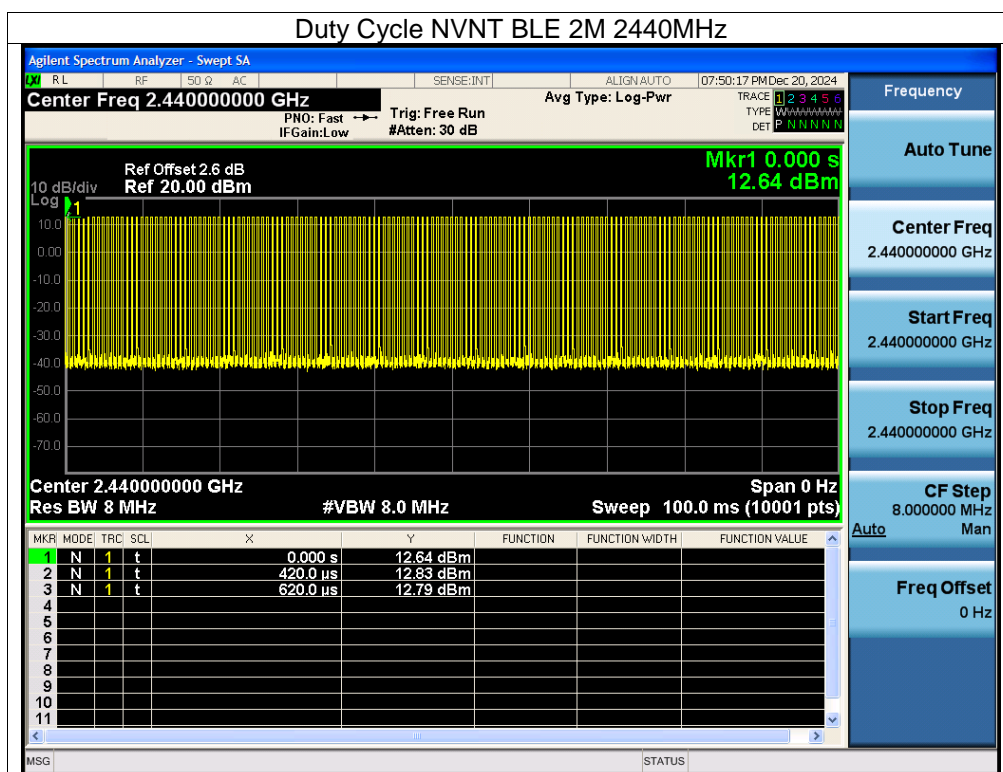 Duty Cycle NVNT BLE 2M 2440MHz
Agilent Spectrum Analyzer - Swept SA
LXI RL RF 50 Ω AC SENSE:INT ALIGN AUTO 07:50:17 PM Dec 20, 2024
Center Freq 2.440000000 GHz Avg Type: Log-Pwr TRACE 1 2 3 4 5 6
PNO: Fast Trig: Free Run TYPE WWWWWW
IFGain:Low #Atten: 30 dB DET P N N N N N
Ref Offset 2.6 dB Mkr1 0.000 s
10 dB/div Ref 20.00 dBm 12.64 dBm
Log
1
10.0
0.00
-10.0
-20.0
-30.0
-40.0
-50.0
-60.0
-70.0
Center 2.440000000 GHz Span 0 Hz
Res BW 8 MHz #VBW 8.0 MHz Sweep 100.0 ms (10001 pts)
MKR MODE TRC SCL X Y FUNCTION FUNCTION WIDTH FUNCTION VALUE
1 N 1 t 0.000 s 12.64 dBm
2 N 1 t 420.0 µs 12.83 dBm
3 N 1 t 620.0 µs 12.79 dBm
4
5
6
7
8
9
10
11
MSG STATUS
Frequency
Auto Tune
Center Freq
2.440000000 GHz
Start Freq
2.440000000 GHz
Stop Freq
2.440000000 GHz
CF Step
8.000000 MHz
Auto Man
Freq Offset
0 Hz